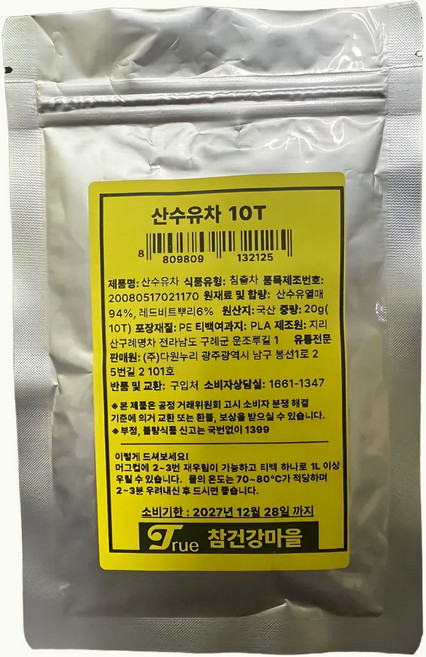 산수유차 10T
8 809809 132125
제품명: 산수유차 식품유형: 침출차 품목제조번호:
20080517021170 원재료 및 함량: 산수유열매
94%, 레드비트뿌리6% 원산지: 국산 중량: 20g(
10T) 포장재질: PE 티백여과지: PLA 제조원: 지리
산구례명차 전라남도 구례군 운조루길 1 유통전문
판매원: (주)다원누리 광주광역시 남구 봉선1로 2
5번길 2 101호
반품 및 교환: 구입처 소비자상담실: 1661-1347
※본 제품은 공정 거래위원회 고시 소비자 분쟁 해결
기준에 의거 교환 또는 환불, 보상을 받으실 수 있습니다.
※부정, 불량식품 신고는 국번없이 1399
이렇게 드셔보세요!
머그컵에 2~3번 재우림이 가능하고 티백 하나로 1L 이상
우릴 수 있습니다. 물의 온도는 70~80°C가 적당하며
2~3분 우려내신 후 드시면 좋습니다.
소비기한 : 2027년 12월 28일 까지
True 참건강마을